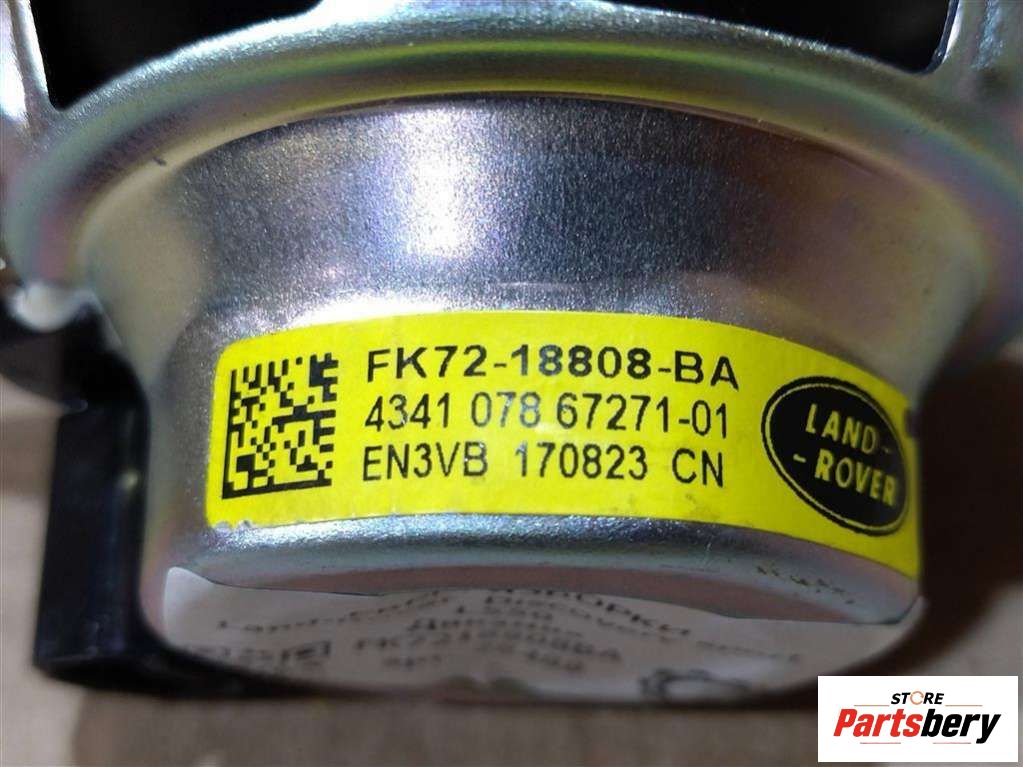 FK72-18808-BA
4341 078 67271-01
EN3VB 170823 CN
LAND-
-ROVER
STORE
Partsbery